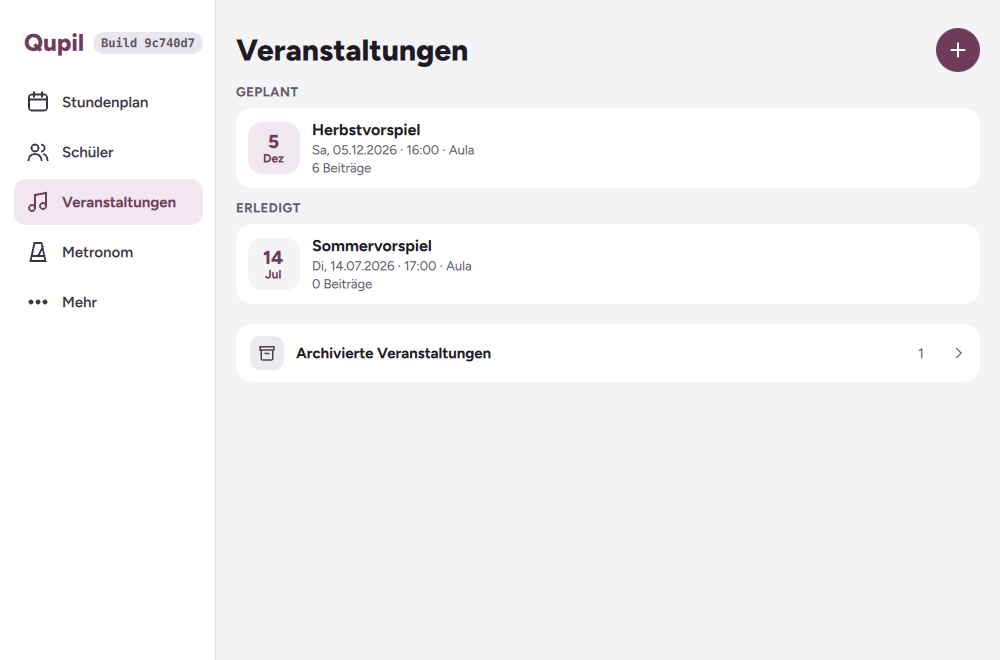 Qupil Build 9c740d7
Stundenplan
Schüler
Veranstaltungen
Metronom
Mehr
Veranstaltungen
GEPLANT
5
Dez
Herbstvorspiel
Sa, 05.12.2026 · 16:00 · Aula
6 Beiträge
ERLEDIGT
14
Jul
Sommervorspiel
Di, 14.07.2026 · 17:00 · Aula
0 Beiträge
Archivierte Veranstaltungen 1